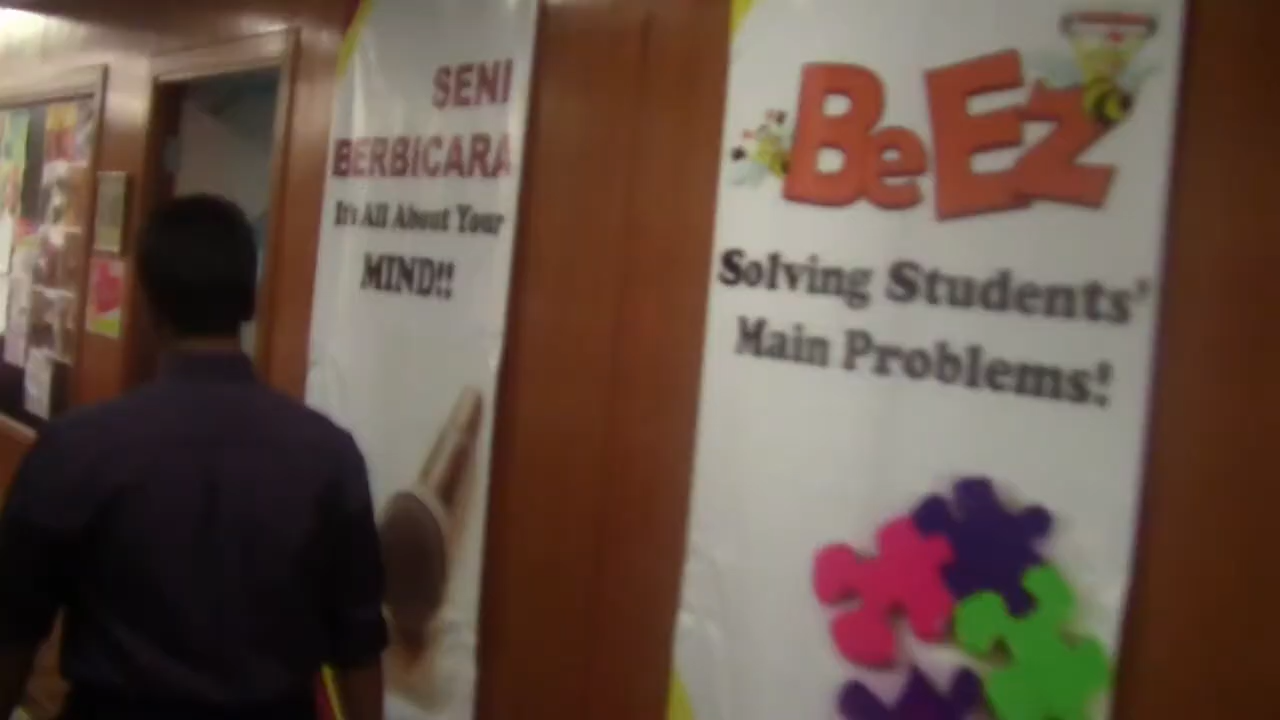 SENI
BERBICARA
It's All About Your
MIND!!
BeEz
Solving Students'
Main Problems!